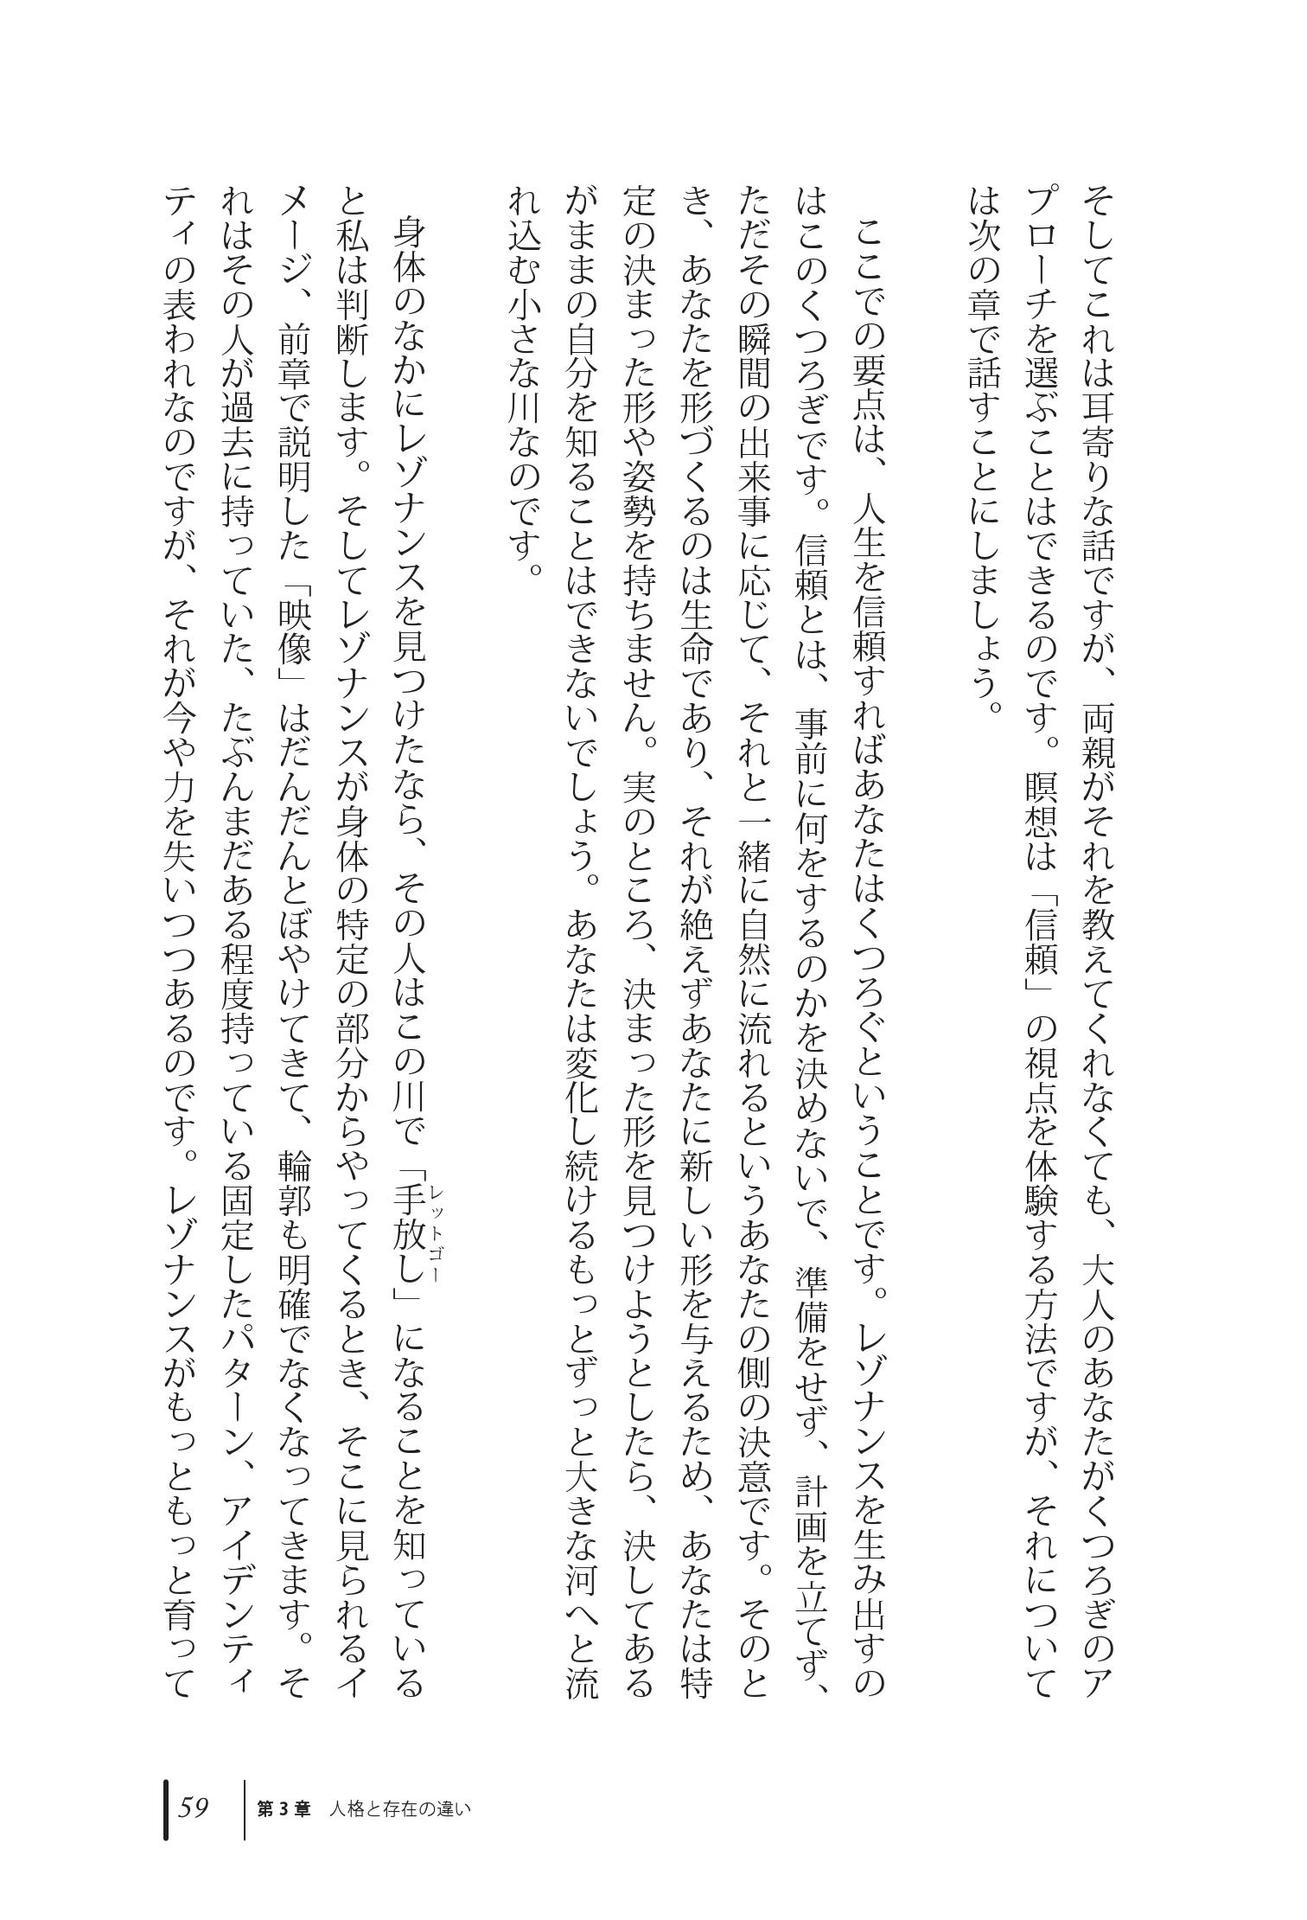 そしてこれは耳寄りな話ですが、両親がそれを教えてくれなくても、大人のあなたがくつろぎのア
プローチを選ぶことはできるのです。瞑想は「信頼」の視点を体験する方法ですが、それについて
は次の章で話すことにしましょう。
ここでの要点は、人生を信頼すればあなたはくつろぐということです。レゾナンスを生み出すの
はこのくつろぎです。信頼とは、事前に何をするのかを決めないで、準備をせず、計画を立てず、
ただその瞬間の出来事に応じて、それと一緒に自然に流れるというあなたの側の決意です。そのと
き、あなたを形づくるのは生命であり、それが絶えずあなたに新しい形を与えるため、あなたは特
定の決まった形や姿勢を持ちません。実のところ、決まった形を見つけようとしたら、決してある
がままの自分を知ることはできないでしょう。あなたは変化し続けるもっとずっと大きな河へと流
れ込む小さな川なのです。
身体のなかにレゾナンスを見つけたなら、その人はこの川で「手放し」になることを知っている
レットゴー
と私は判断します。そしてレゾナンスが身体の特定の部分からやってくるとき、そこに見られるイ
メージ、前章で説明した「映像」はだんだんとぼやけてきて、輪郭も明確でなくなってきます。そ
れはその人が過去に持っていた、たぶんまだある程度持っている固定したパターン、アイデンティ
ティの表われなのですが、それが今や力を失いつつあるのです。レゾナンスがもっともっと育って
59 第3章 人格と存在の違い